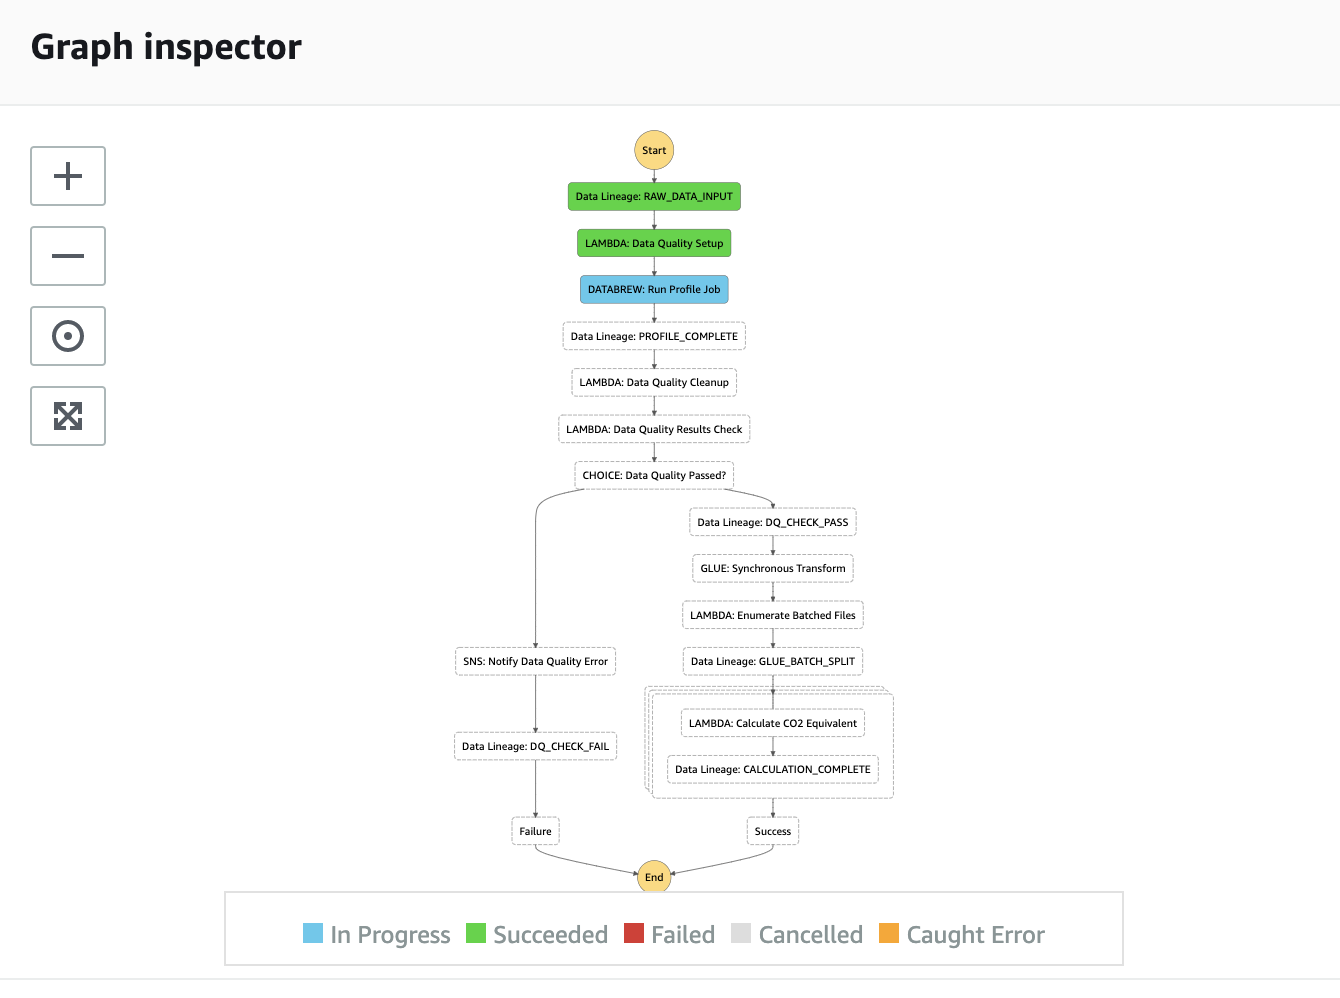 Graph inspector
Start
Data Lineage: RAW_DATA_INPUT
LAMBDA: Data Quality Setup
DATABREW: Run Profile Job
Data Lineage: PROFILE_COMPLETE
LAMBDA: Data Quality Cleanup
LAMBDA: Data Quality Results Check
CHOICE: Data Quality Passed?
Data Lineage: DQ_CHECK_PASS
GLUE: Synchronous Transform
LAMBDA: Enumerate Batched Files
SNS: Notify Data Quality Error
Data Lineage: GLUE_BATCH_SPLIT
LAMBDA: Calculate CO2 Equivalent
Data Lineage: DQ_CHECK_FAIL
Data Lineage: CALCULATION_COMPLETE
Failure
Success
End
In Progress
Succeeded
Failed
Cancelled
Caught Error